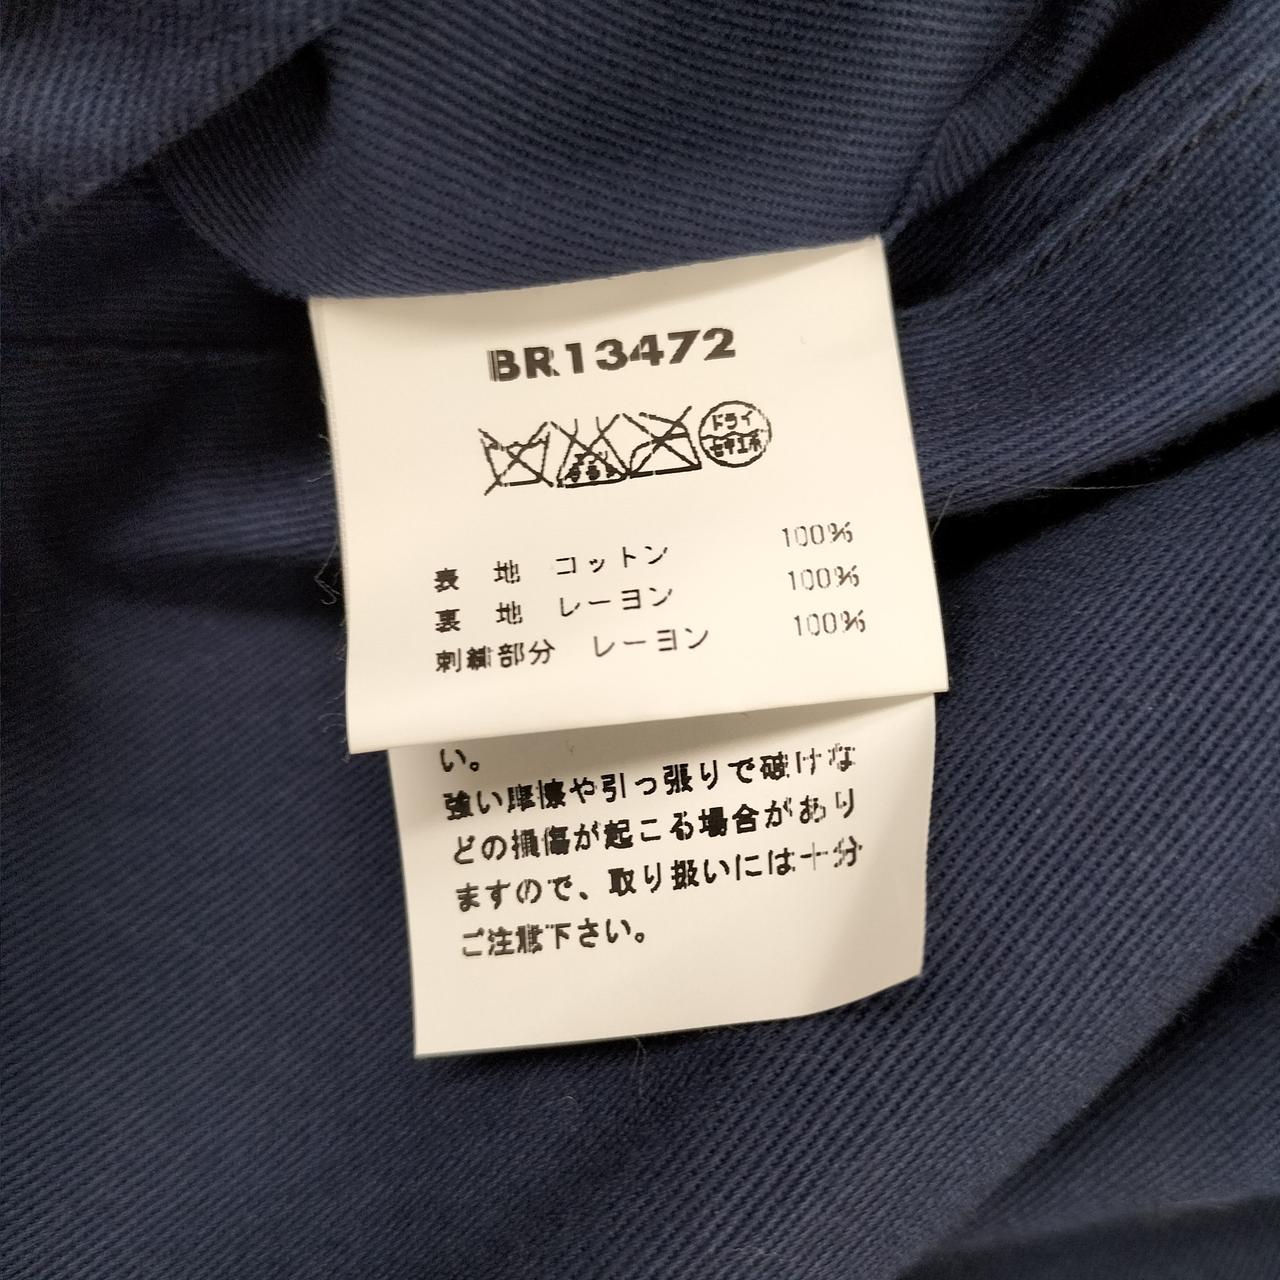 BR13472
ドライ
セキユ系
表地 コットン 100%
裏地 レーヨン 100%
刺繍部分 レーヨン 100%
い。
強い摩擦や引っ張りで破けな
どの損傷が起こる場合があり
ますので、取り扱いには十分
ご注意下さい。